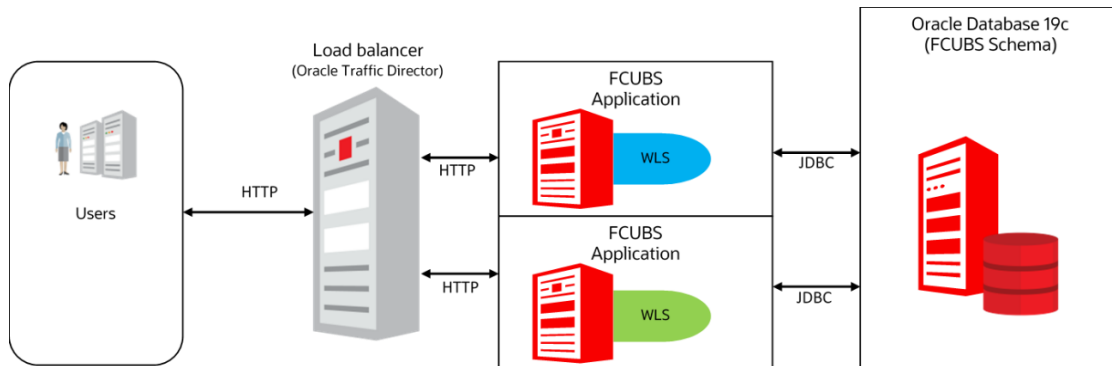 Users
HTTP
Load balancer
(Oracle Traffic Director)
HTTP
HTTP
FCUBS
Application
WLS
FCUBS
Application
WLS
JDBC
JDBC
Oracle Database 19c
(FCUBS Schema)